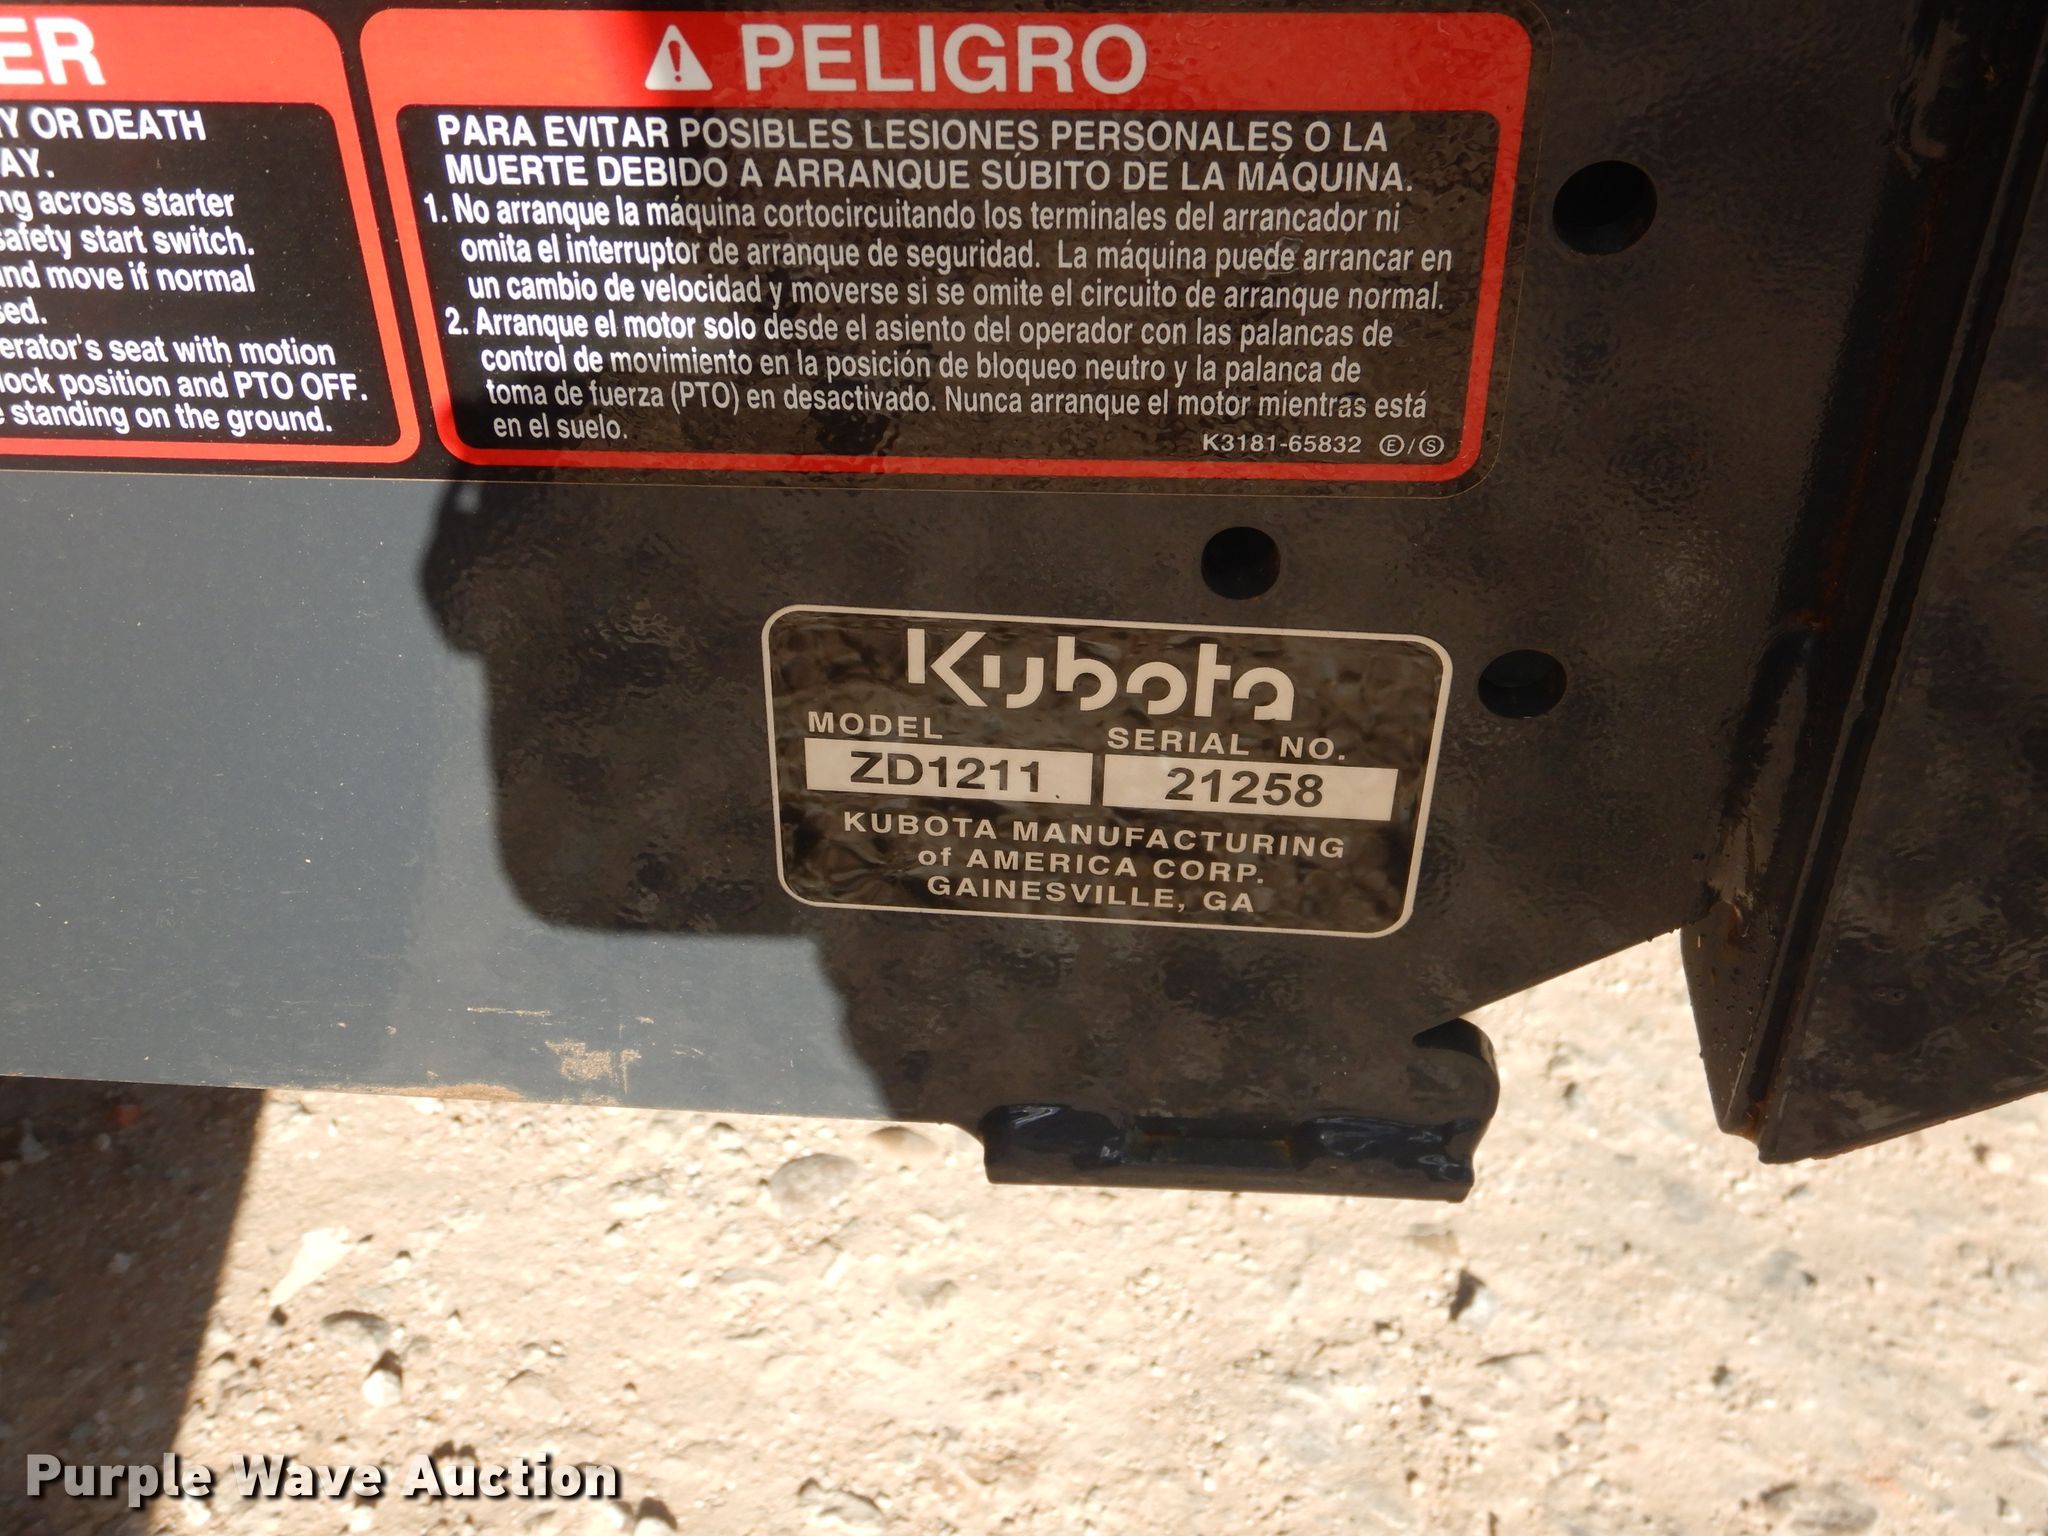 ER
Y OR DEATH
AY.
ng across starter
safety start switch.
and move if normal
sed.
erator's seat with motion
lock position and PTO OFF.
e standing on the ground.
PELIGRO
PARA EVITAR POSIBLES LESIONES PERSONALES O LA
MUERTE DEBIDO A ARRANQUE SÚBITO DE LA MÁQUINA.
1. No arranque la máquina cortocircuitando los terminales del arrancador ni
omita el interruptor de arranque de seguridad. La máquina puede arrancar en
un cambio de velocidad y moverse si se omite el circuito de arranque normal.
2. Arranque el motor solo desde el asiento del operador con las palancas de
control de movimiento en la posición de bloqueo neutro y la palanca de
toma de fuerza (PTO) en desactivado. Nunca arranque el motor mientras está
en el suelo.
K3181-65832 Ⓔ/Ⓢ
Kubota
MODEL SERIAL NO.
ZD1211 21258
KUBOTA MANUFACTURING
of AMERICA CORP.
GAINESVILLE, GA
Purple Wave Auction